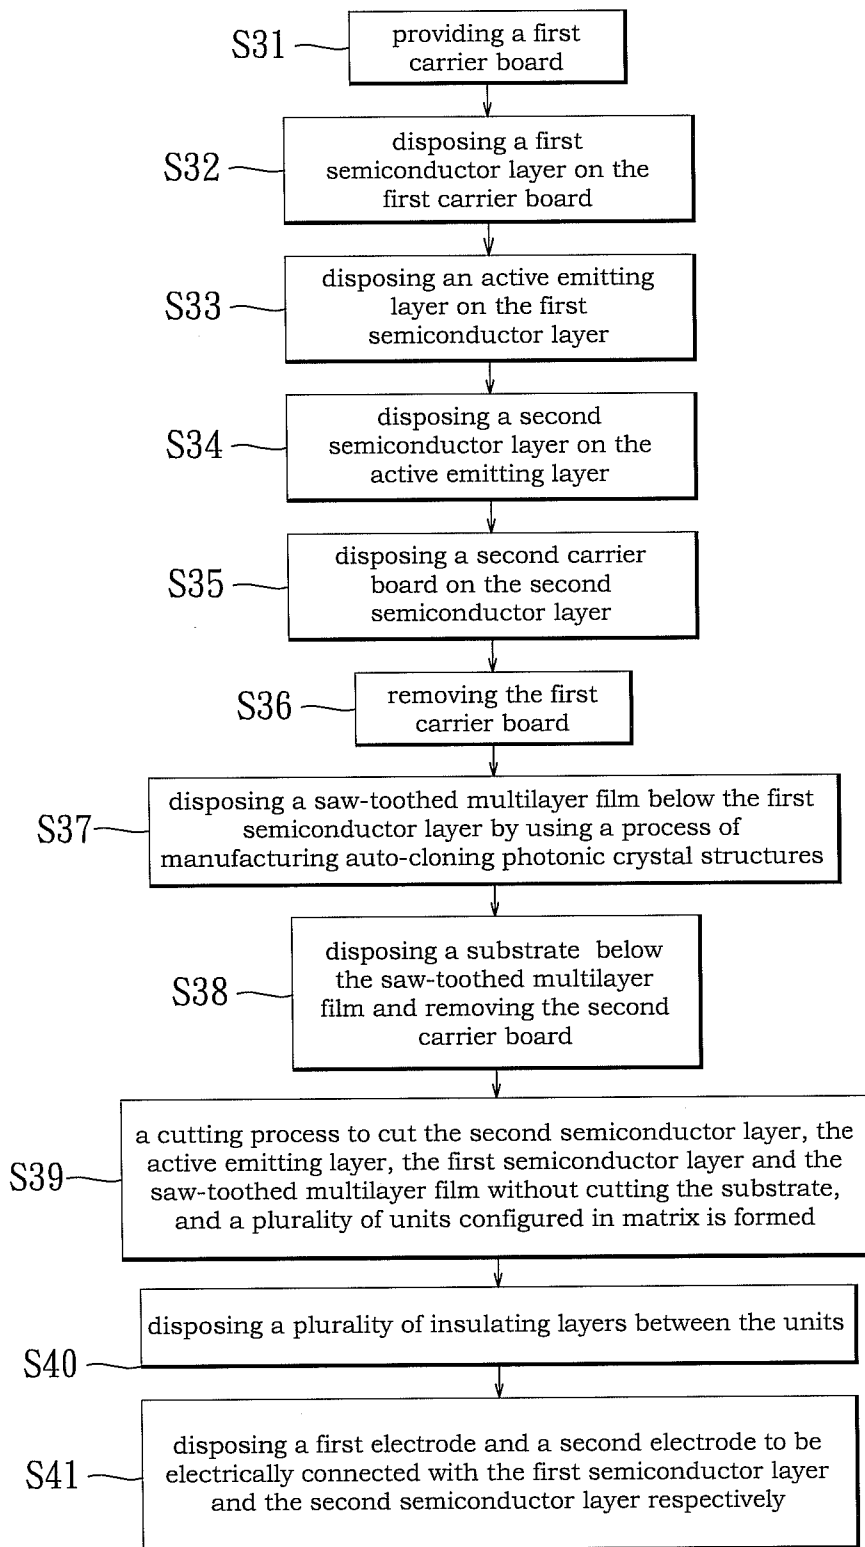 S31
providing a first
carrier board
S32
disposing a first
semiconductor layer on the
first carrier board
S33
disposing an active emitting
layer on the first
semiconductor layer
S34
disposing a second
semiconductor layer on the
active emitting layer
S35
disposing a second carrier
board on the second
semiconductor layer
S36
removing the first
carrier board
S37
disposing a saw-toothed multilayer film below the first
semiconductor layer by using a process of
manufacturing auto-cloning photonic crystal structures
S38
disposing a substrate below
the saw-toothed multilayer
film and removing the second
carrier board
S39
a cutting process to cut the second semiconductor layer, the
active emitting layer, the first semiconductor layer and the
saw-toothed multilayer film without cutting the substrate,
and a plurality of units configured in matrix is formed
S40
disposing a plurality of insulating layers between the units
S41
disposing a first electrode and a second electrode to be
electrically connected with the first semiconductor layer
and the second semiconductor layer respectively